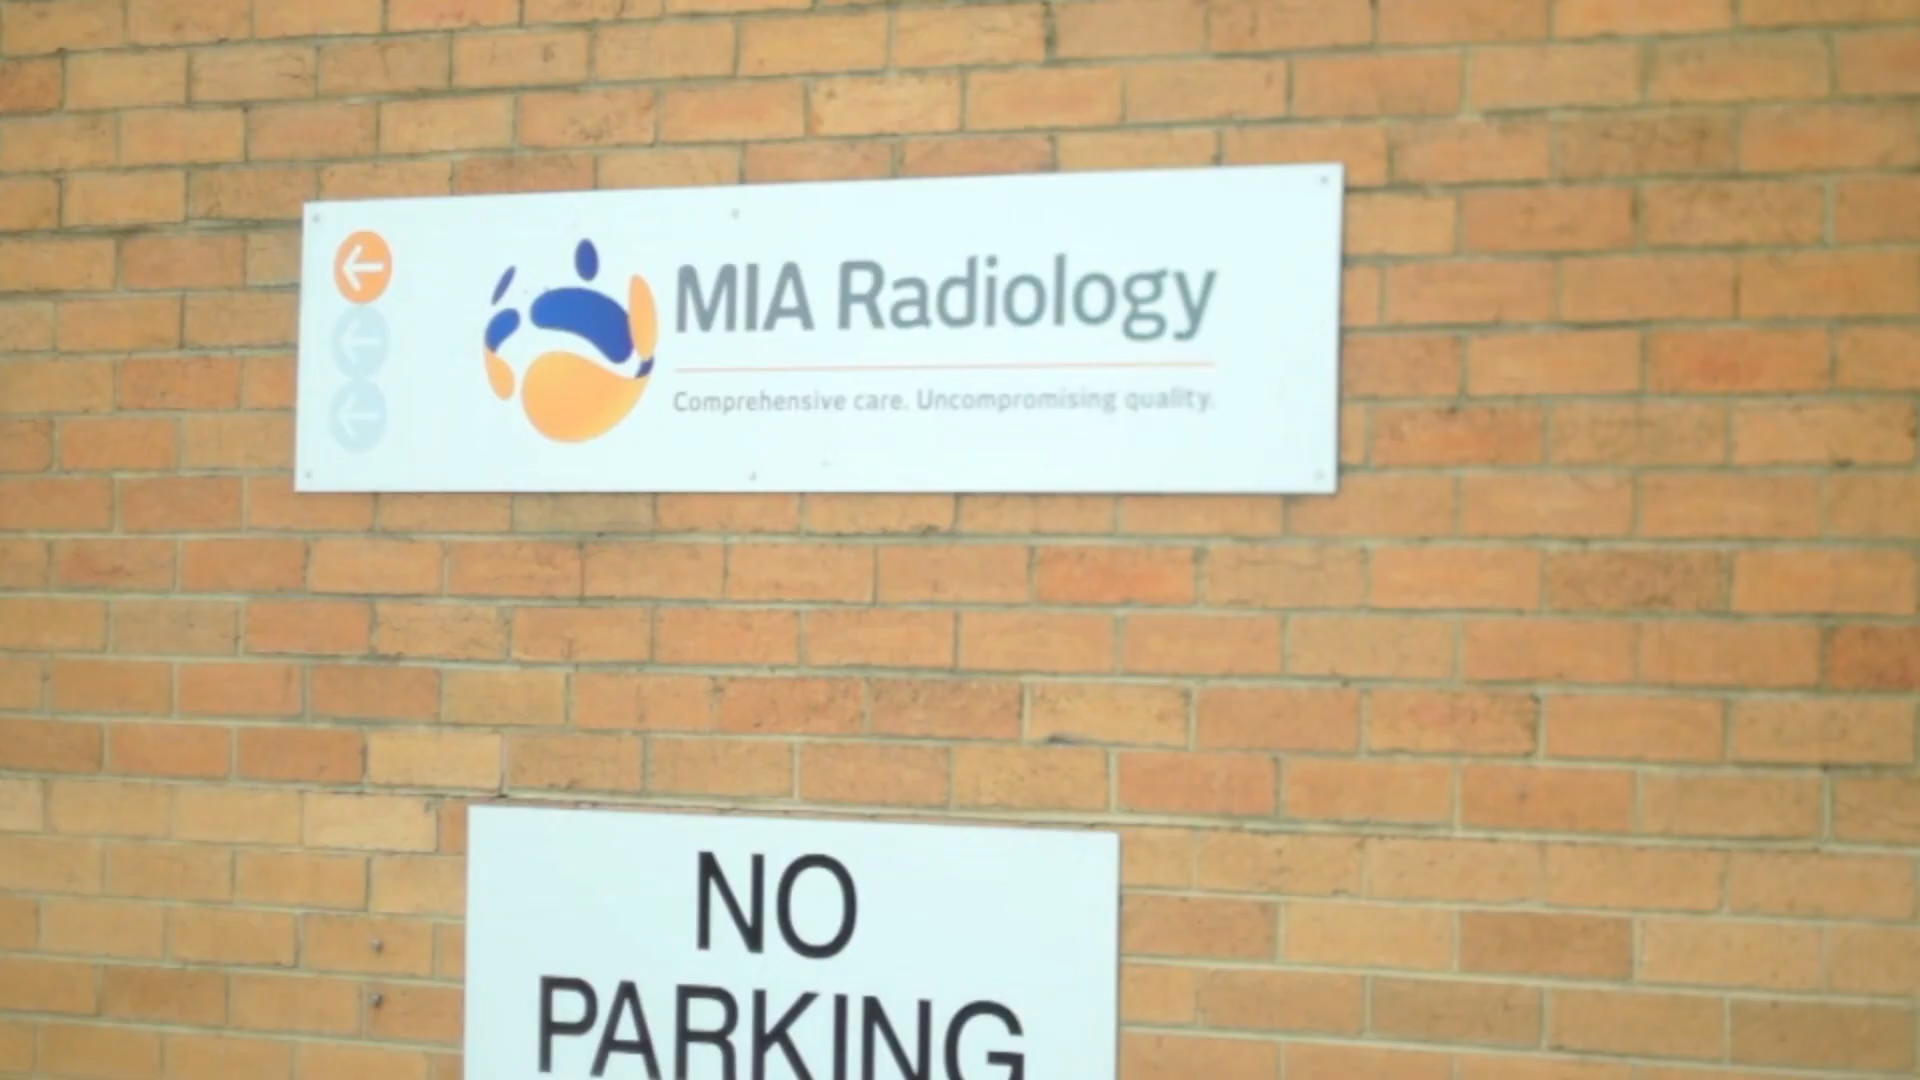 MIA Radiology
Comprehensive care. Uncompromising quality.
NO
PARKING